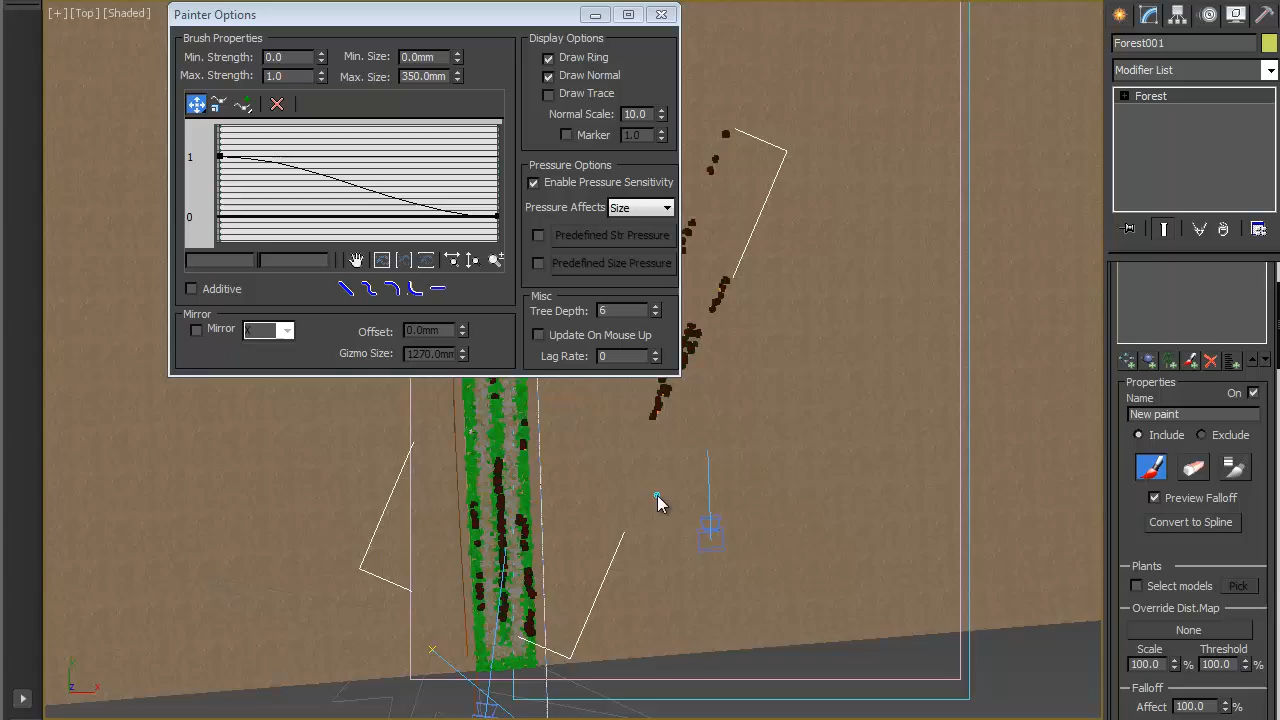 [+] [Top] [Shaded]
Painter Options
Brush Properties
Min. Strength: 0.0
Min. Size: 0.0mm
Max. Strength: 1.0
Max. Size: 350.0mm
1
0
Additive
Mirror
Mirror X
Offset: 0.0mm
Gizmo Size: 1270.0mm
Display Options
Draw Ring
Draw Normal
Draw Trace
Normal Scale: 10.0
Marker 1.0
Pressure Options
Enable Pressure Sensitivity
Pressure Affects Size
Predefined Str Pressure
Predefined Size Pressure
Misc
Tree Depth: 6
Update On Mouse Up
Lag Rate: 0
Forest001
Modifier List
Forest
Properties
Name
On
New paint
Include
Exclude
Preview Falloff
Convert to Spline
Plants
Select models
Pick
Override Dist.Map
None
Scale
Threshold
100.0 %
100.0 %
Falloff
Affect 100.0 %
z
x